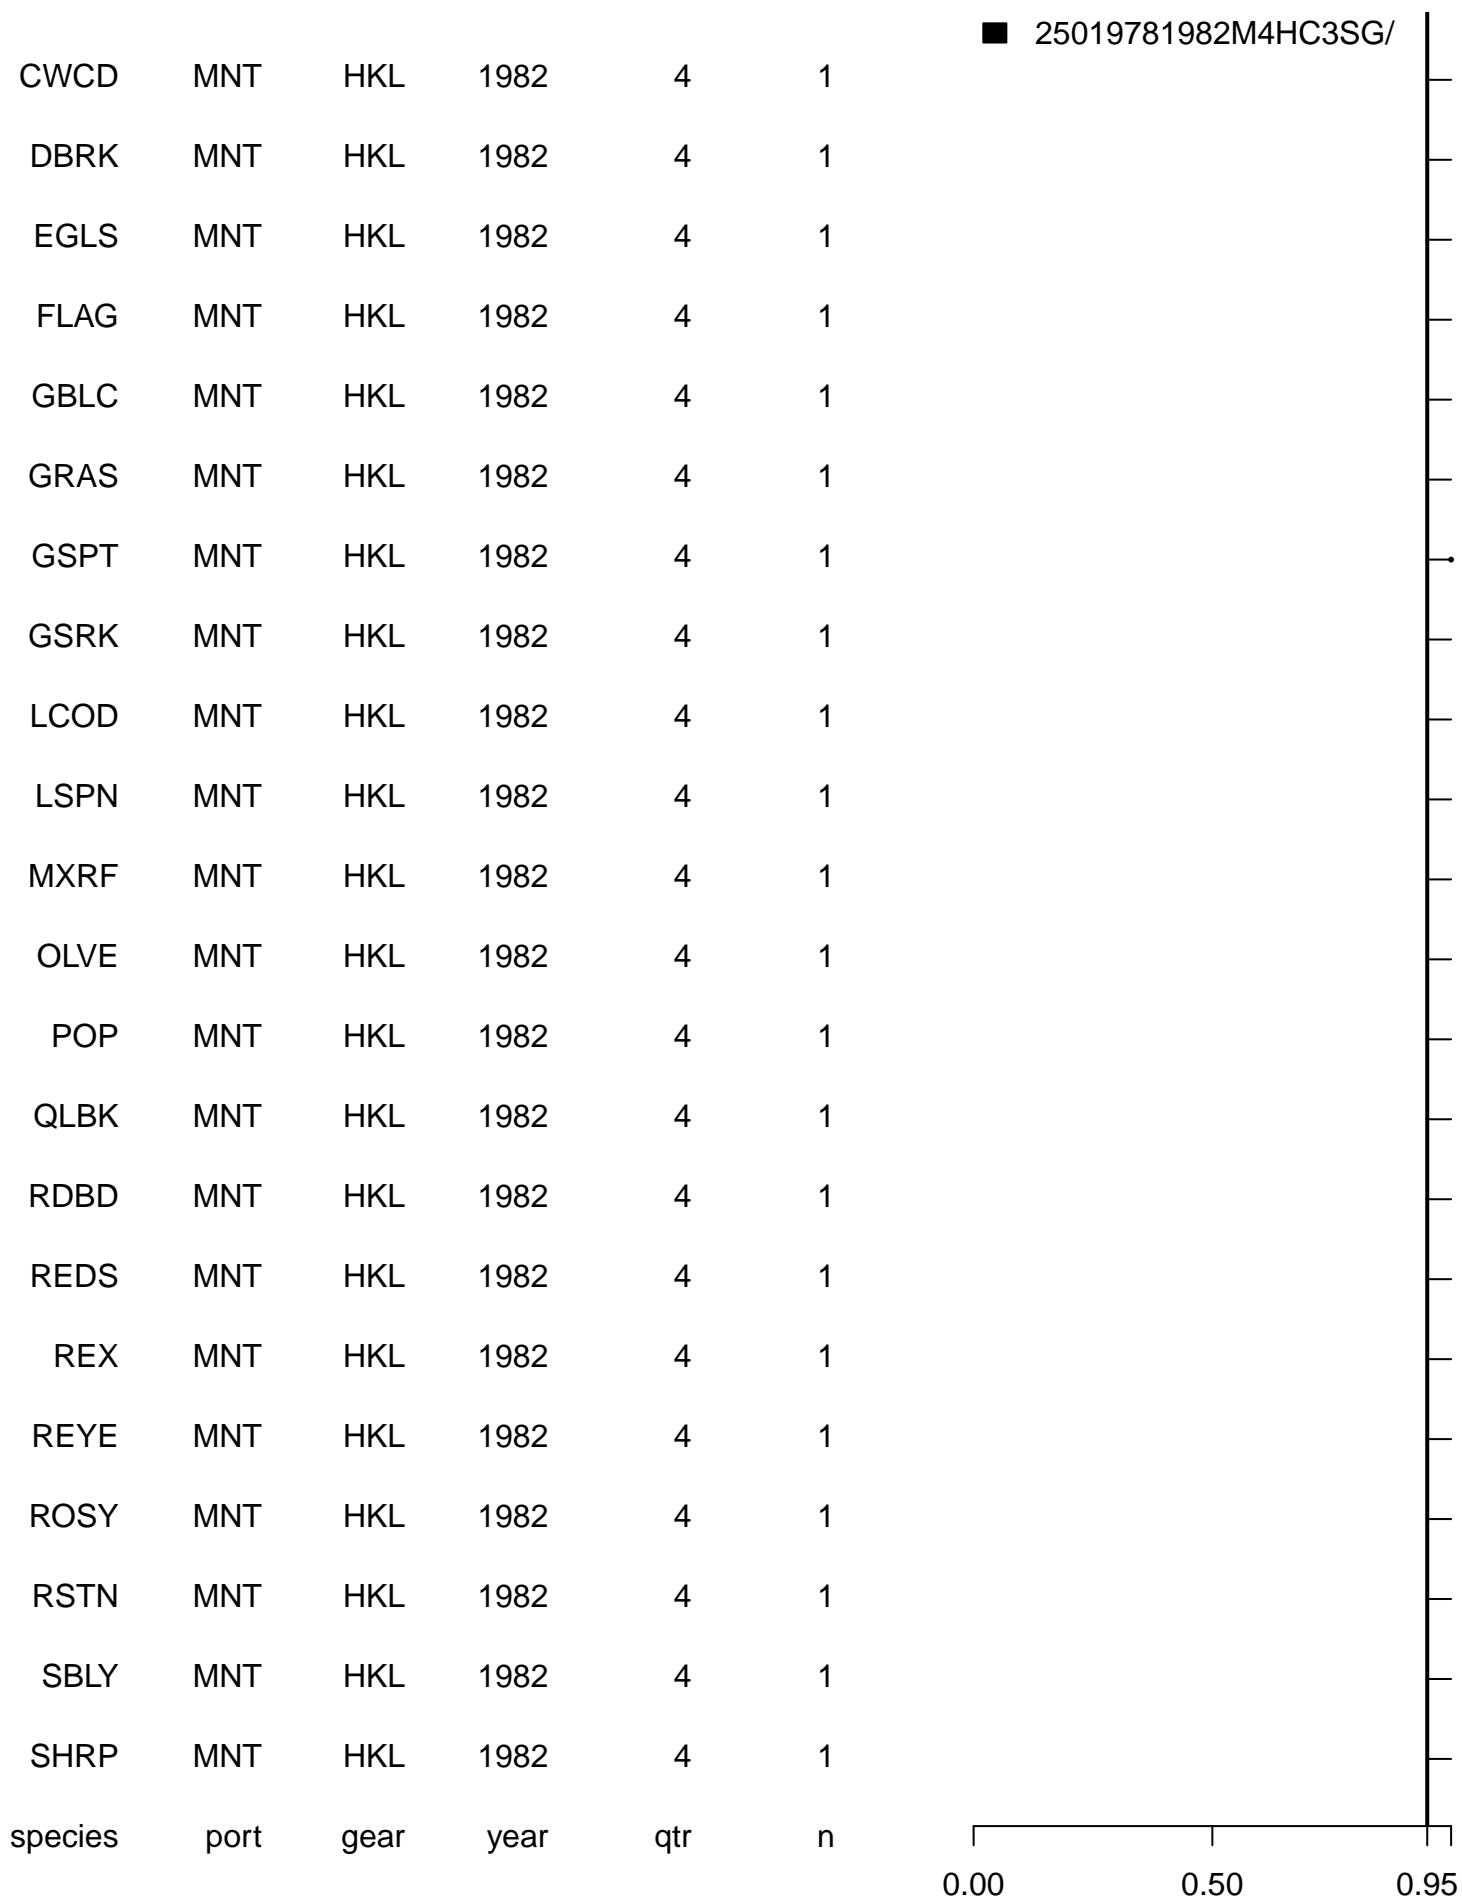 25019781982M4HC3SG/
CWCD MNT HKL 1982 4 1
DBRK MNT HKL 1982 4 1
EGLS MNT HKL 1982 4 1
FLAG MNT HKL 1982 4 1
GBLC MNT HKL 1982 4 1
GRAS MNT HKL 1982 4 1
GSPT MNT HKL 1982 4 1
GSRK MNT HKL 1982 4 1
LCOD MNT HKL 1982 4 1
LSPN MNT HKL 1982 4 1
MXRF MNT HKL 1982 4 1
OLVE MNT HKL 1982 4 1
POP MNT HKL 1982 4 1
QLBK MNT HKL 1982 4 1
RDBD MNT HKL 1982 4 1
REDS MNT HKL 1982 4 1
REX MNT HKL 1982 4 1
REYE MNT HKL 1982 4 1
ROSY MNT HKL 1982 4 1
RSTN MNT HKL 1982 4 1
SBLY MNT HKL 1982 4 1
SHRP MNT HKL 1982 4 1
species port gear year qtr n
0.00 0.50 0.95